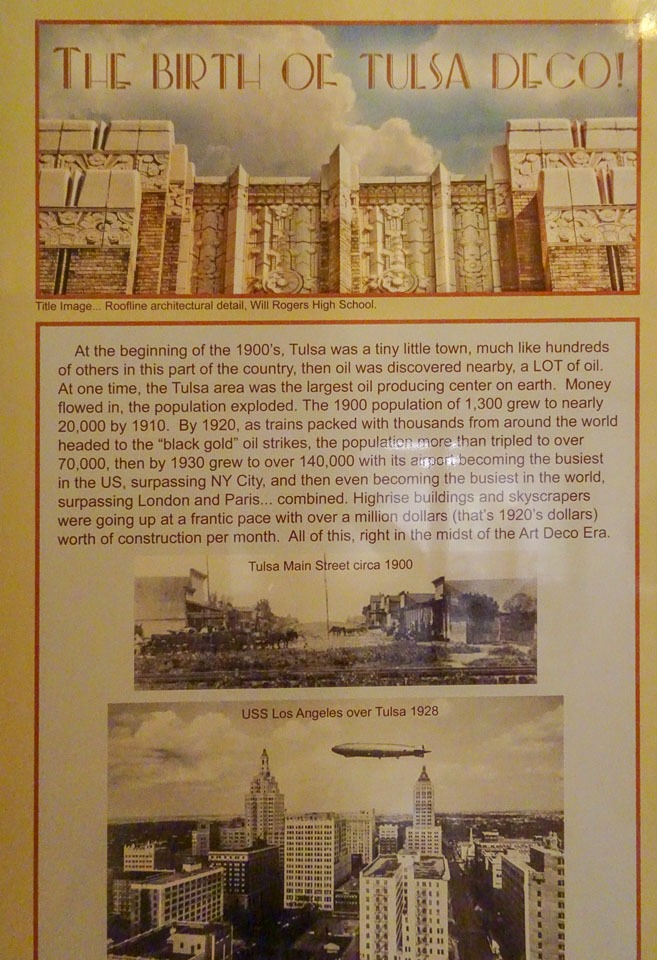 THE BIRTH OF TULSA DECO!
Title Image... Roofline architectural detail, Will Rogers High School.
At the beginning of the 1900's, Tulsa was a tiny little town, much like hundreds
of others in this part of the country, then oil was discovered nearby, a LOT of oil.
At one time, the Tulsa area was the largest oil producing center on earth. Money
flowed in, the population exploded. The 1900 population of 1,300 grew to nearly
20,000 by 1910. By 1920, as trains packed with thousands from around the world
headed to the “black gold” oil strikes, the population more than tripled to over
70,000, then by 1930 grew to over 140,000 with its airport becoming the busiest
in the US, surpassing NY City, and then even becoming the busiest in the world,
surpassing London and Paris... combined. Highrise buildings and skyscrapers
were going up at a frantic pace with over a million dollars (that's 1920's dollars)
worth of construction per month. All of this, right in the midst of the Art Deco Era.
Tulsa Main Street circa 1900
USS Los Angeles over Tulsa 1928